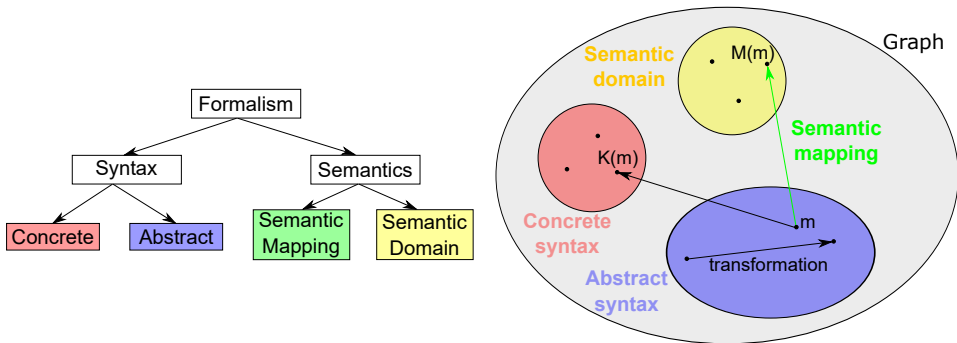 Formalism
Syntax
Semantics
Concrete
Abstract
Semantic
Mapping
Semantic
Domain
Graph
Semantic
domain
M(m)
Semantic
mapping
K(m)
Concrete
syntax
m
transformation
Abstract
syntax